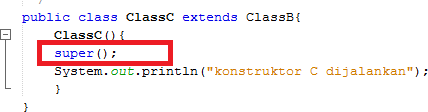 public class ClassC extends ClassB{
ClassC(){
super();
System.out.println("konstruktor C dijalankan");
}
}